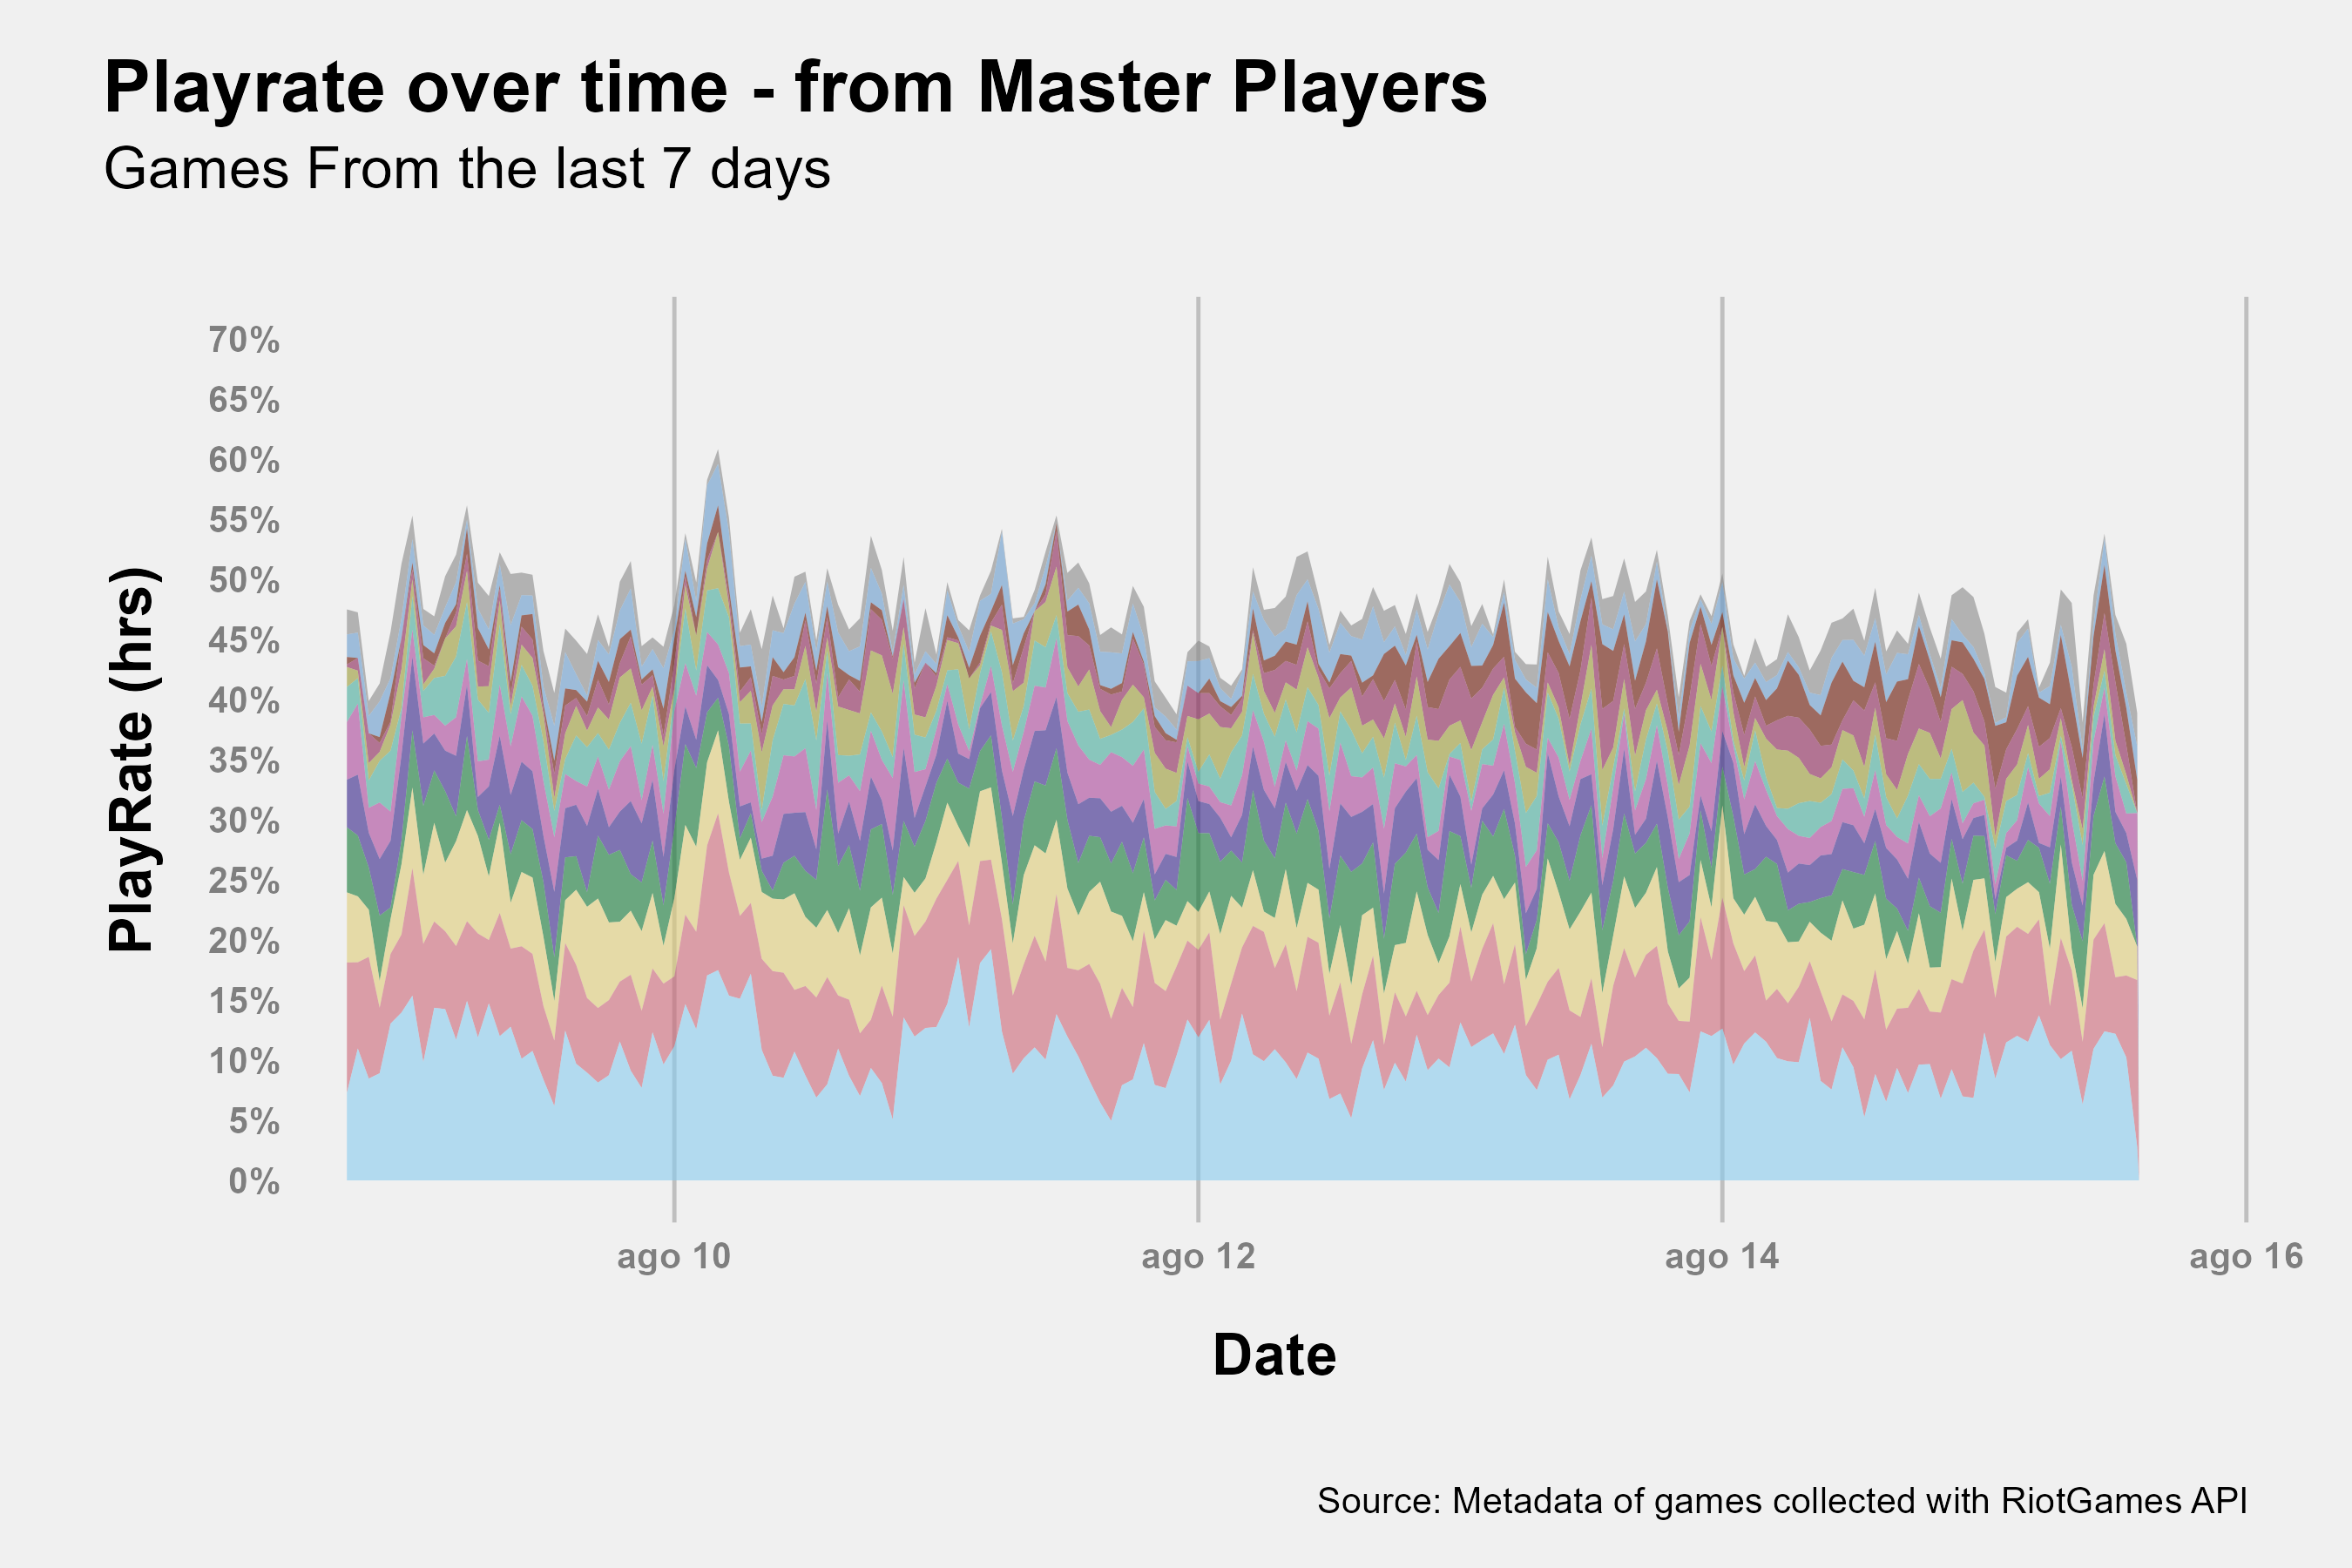 Playrate over time - from Master Players
Games From the last 7 days
70%
65%
60%
55%
50%
45%
40%
35%
30%
25%
20%
15%
10%
5%
0%
PlayRate (hrs)
ago 10
ago 12
ago 14
ago 16
Date
Source: Metadata of games collected with RiotGames API